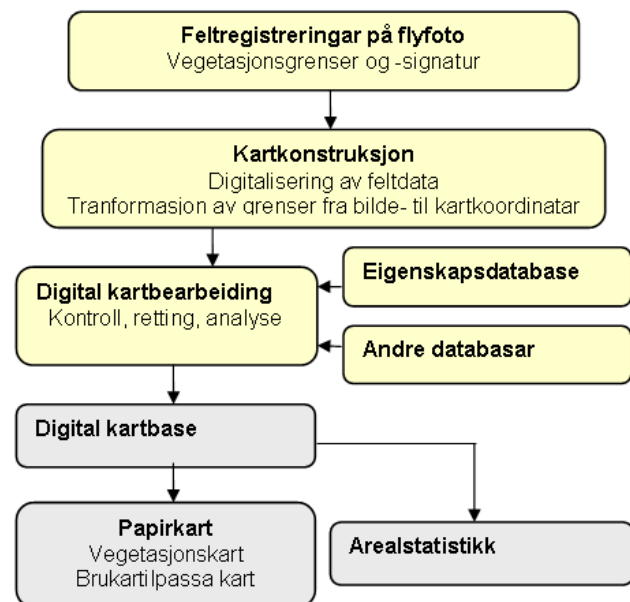 Feltregistreringar på flyfoto
Vegetasjonsgrenser og -signatur
Kartkonstruksjon
Digitalisering av feltdata
Tranformasjon av grenser fra bilde- til kartkoordinatar
Digital kartbearbeiding
Kontroll, retting, analyse
Eigenskapsdatabase
Andre databasar
Digital kartbase
Papirkart
Vegetasjonskart
Brukartilpassa kart
Arealstatistikk